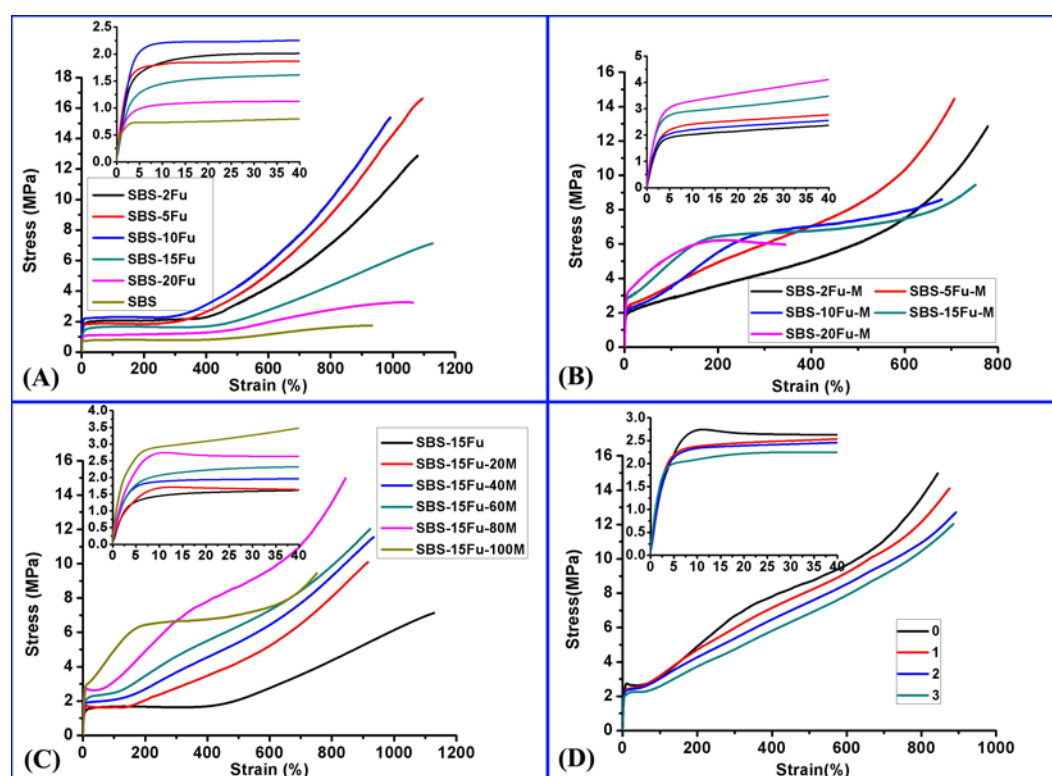 2.5
2.0
1.5
1.0
0.5
0.0
0 5 10 15 20 25 30 35 40
SBS-2Fu
SBS-5Fu
SBS-10Fu
SBS-15Fu
SBS-20Fu
SBS
18
16
14
12
10
8
6
4
2
0
0 200 400 600 800 1000 1200
Stress (MPa)
Strain (%)
(A)
5
4
3
2
1
0
0 5 10 15 20 25 30 35 40
SBS-2Fu-M SBS-5Fu-M
SBS-10Fu-M SBS-15Fu-M
SBS-20Fu-M
16
14
12
10
8
6
4
2
0
0 200 400 600 800
Stress (MPa)
Strain (%)
(B)
4.0
3.5
3.0
2.5
2.0
1.5
1.0
0.5
0.0
0 5 10 15 20 25 30 35 40
SBS-15Fu
SBS-15Fu-20M
SBS-15Fu-40M
SBS-15Fu-60M
SBS-15Fu-80M
SBS-15Fu-100M
16
14
12
10
8
6
4
2
0
0 200 400 600 800 1000 1200
Stress (MPa)
Strain (%)
(C)
3.0
2.5
2.0
1.5
1.0
0.5
0.0
0 5 10 15 20 25 30 35 40
0
1
2
3
16
14
12
10
8
6
4
2
0
0 200 400 600 800 1000
Stress(MPa)
Strain(%)
(D)